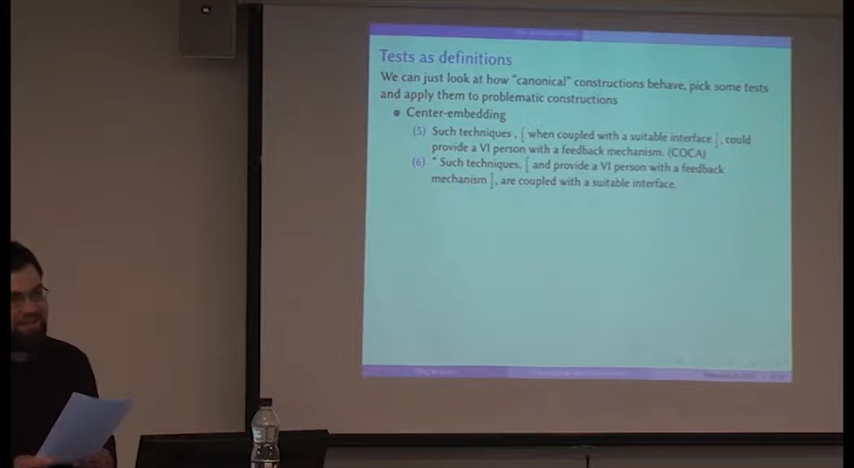 Tests as definitions
We can just look at how "canonical" constructions behave, pick some tests
and apply them to problematic constructions
Center-embedding
(5) Such techniques, [ when coupled with a suitable interface ], could
provide a VI person with a feedback mechanism. (COCA)
(6) * Such techniques, [ and provide a VI person with a feedback
mechanism ], are coupled with a suitable interface.